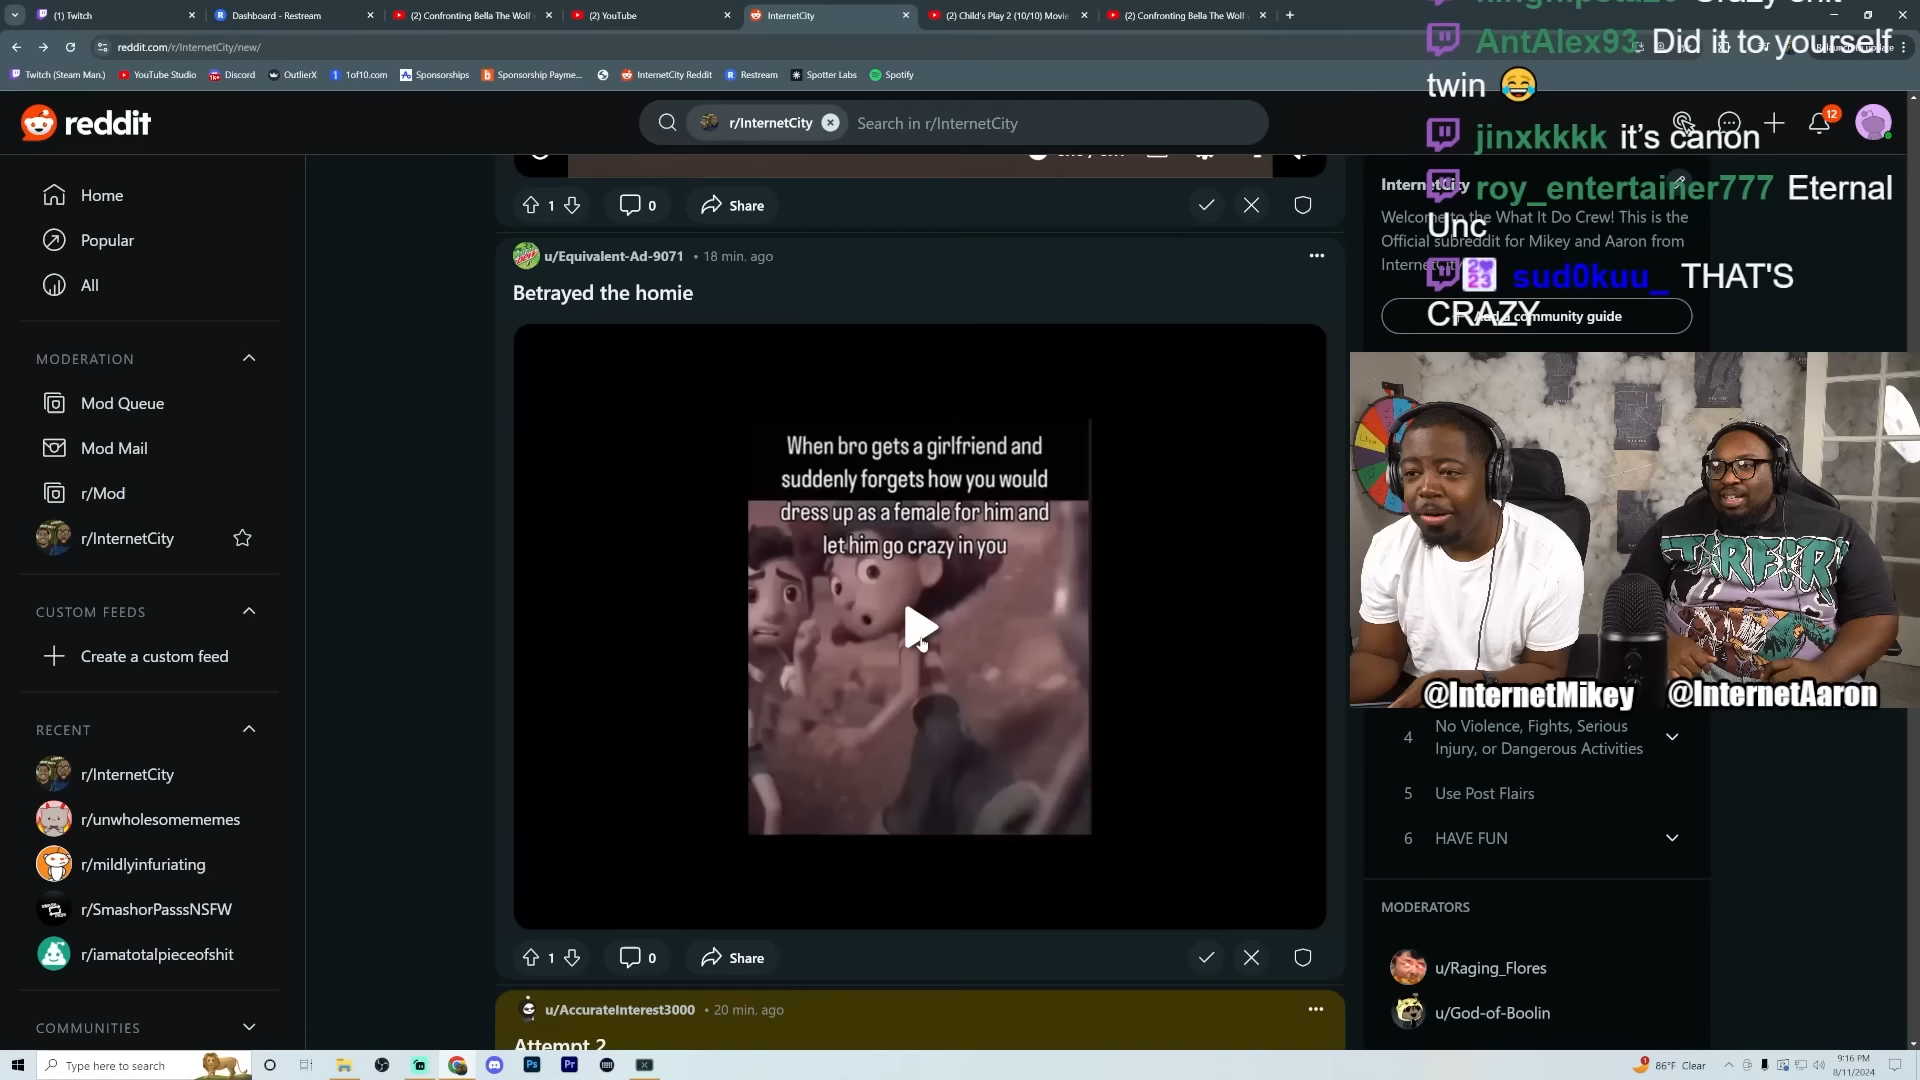 (1) Twitch
Dashboard - Restream
(2) Confronting Bella The Wolf
(2) YouTube
InternetCity
(2) Child's Play 2 (10/10) Movie
(2) Confronting Bella The Wolf
reddit.com/r/InternetCity/new/
Twitch (Steam Man.)
YouTube Studio
Discord
OutlierX
1of10.com
Sponsorships
Sponsorship Payme...
InternetCity Reddit
Restream
Spotter Labs
Spotify
AntAlex93 Did it to yourself
twin 😂
jinxkkkk it's canon
roy_entertainer777 Eternal
Unc
sud0kuu_ THAT'S
CRAZY
reddit
r/InternetCity
Search in r/InternetCity
12
Home
Popular
All
MODERATION
Mod Queue
Mod Mail
r/Mod
r/InternetCity
CUSTOM FEEDS
Create a custom feed
RECENT
r/InternetCity
r/unwholesomememes
r/mildlyinfuriating
r/SmashorPasssNSFW
r/iamatotalpieceofshit
COMMUNITIES
1
0
Share
u/Equivalent-Ad-9071 • 18 min. ago
Betrayed the homie
When bro gets a girlfriend and
suddenly forgets how you would
dress up as a female for him and
let him go crazy in you
1
0
Share
u/AccurateInterest3000 • 20 min. ago
Attempt 2
InternetCity
Welcome to the What It Do Crew! This is the
Official subreddit for Mikey and Aaron from
Add a community guide
@InternetMikey
@InternetAaron
4 No Violence, Fights, Serious
Injury, or Dangerous Activities
5 Use Post Flairs
6 HAVE FUN
MODERATORS
u/Raging_Flores
u/God-of-Boolin
Type here to search
86°F Clear
9:16 PM
8/11/2024